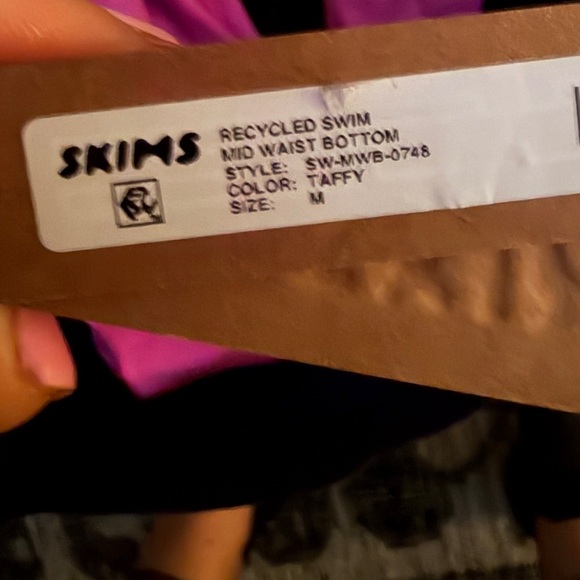 SKIMS
RECYCLED SWIM
MID WAIST BOTTOM
STYLE: SW-MWB-0748
COLOR: TAFFY
SIZE: M